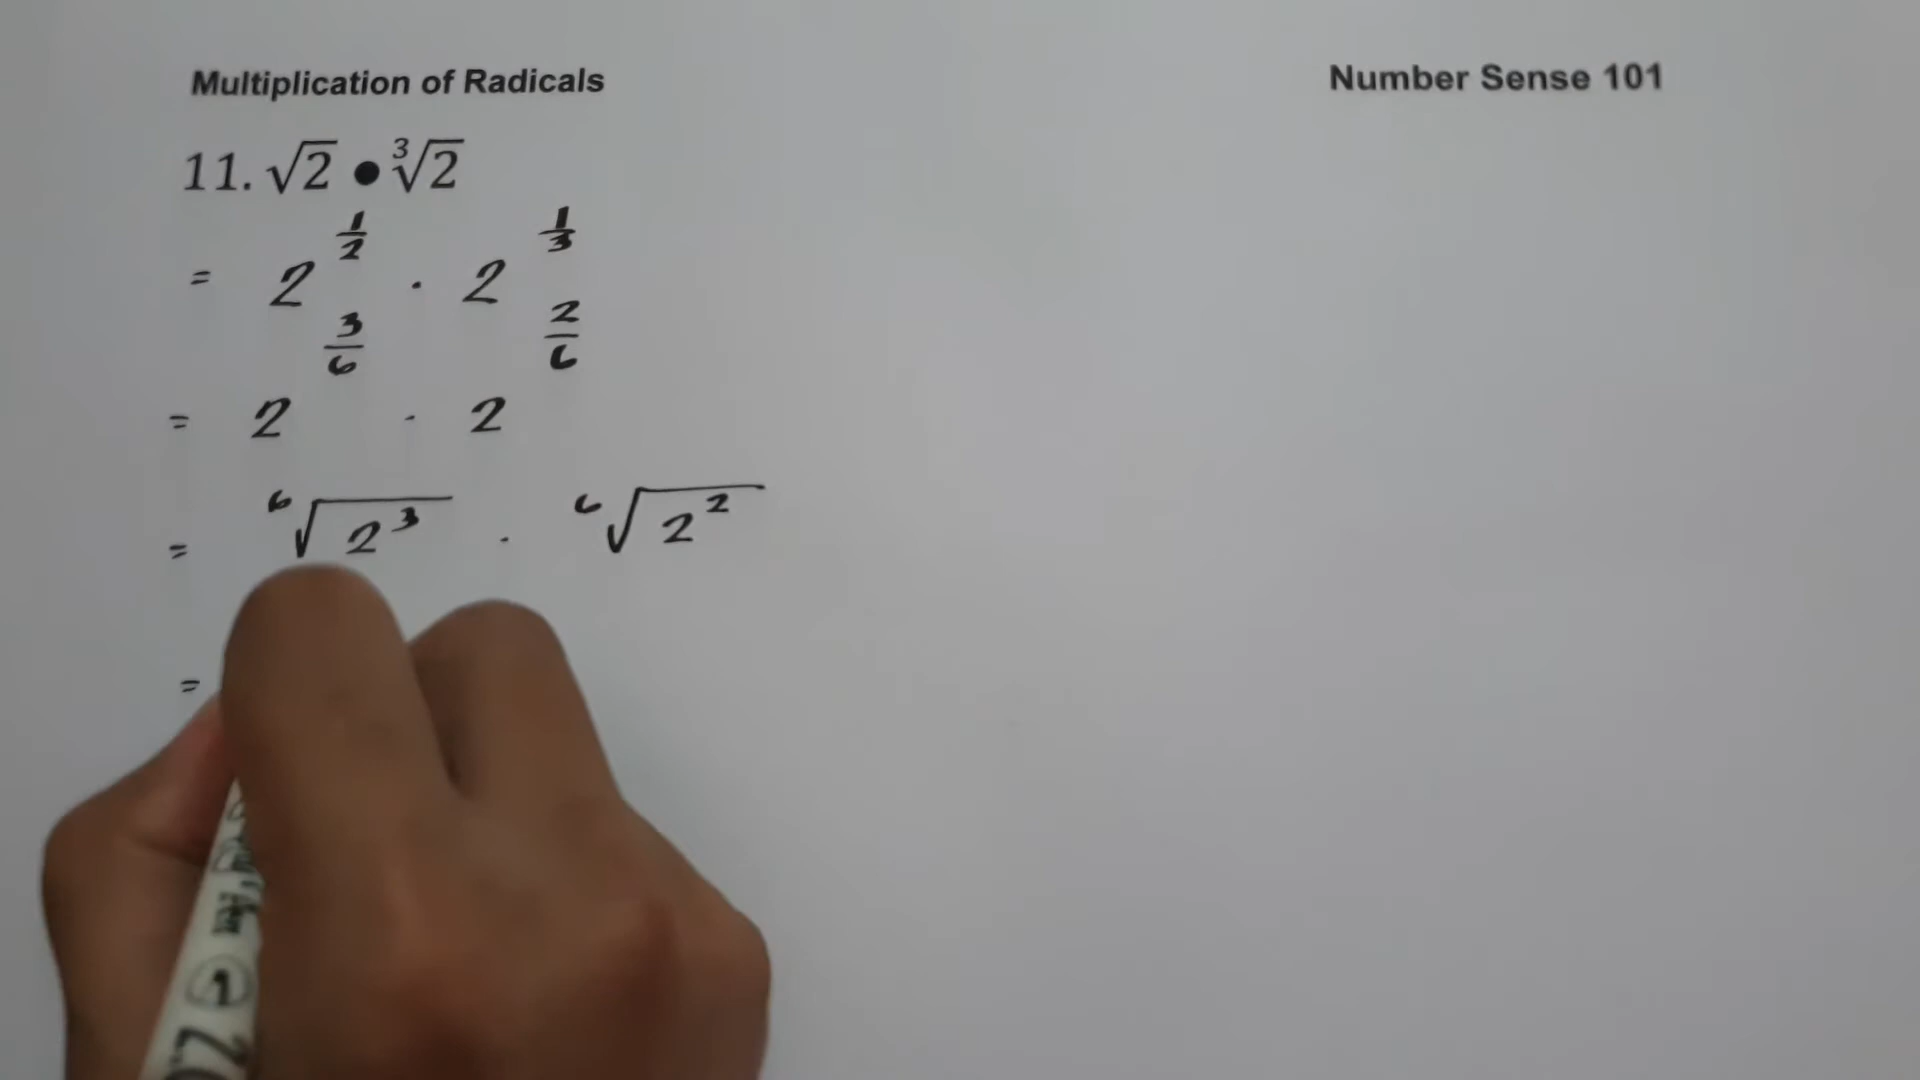 Multiplication of Radicals
Number Sense 101
11. √2 • ∛2
= 2^(1/2) · 2^(1/3)
= 2^(3/6) · 2^(2/6)
= ⁶√(2³) · ⁶√(2²)
=